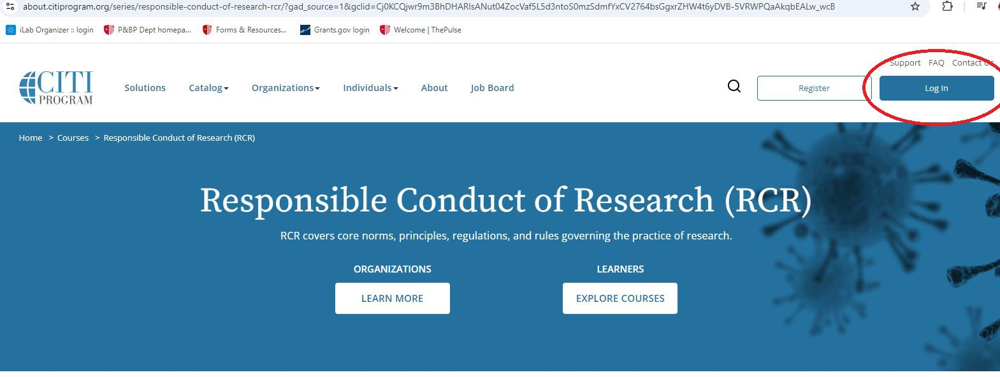 about.citiprogram.org/series/responsible-conduct-of-research-rcr/?gad_source=1&gclid=Cj0KCQjwr9m3BhDHARIsANut04ZocVaf5L5d3ntoS0mzSdmfYxCV2764bsGgxrZHW4t6yDVB-5VRWPQaAkqbEALw_wcB
iLab Organizer :: login P&BP Dept homepa... Forms & Resources... Grants.gov login Welcome | ThePulse
Support FAQ Contact Us
CITI PROGRAM
Solutions Catalog Organizations Individuals About Job Board Register Log In
Home > Courses > Responsible Conduct of Research (RCR)
Responsible Conduct of Research (RCR)
RCR covers core norms, principles, regulations, and rules governing the practice of research.
ORGANIZATIONS LEARNERS
LEARN MORE EXPLORE COURSES